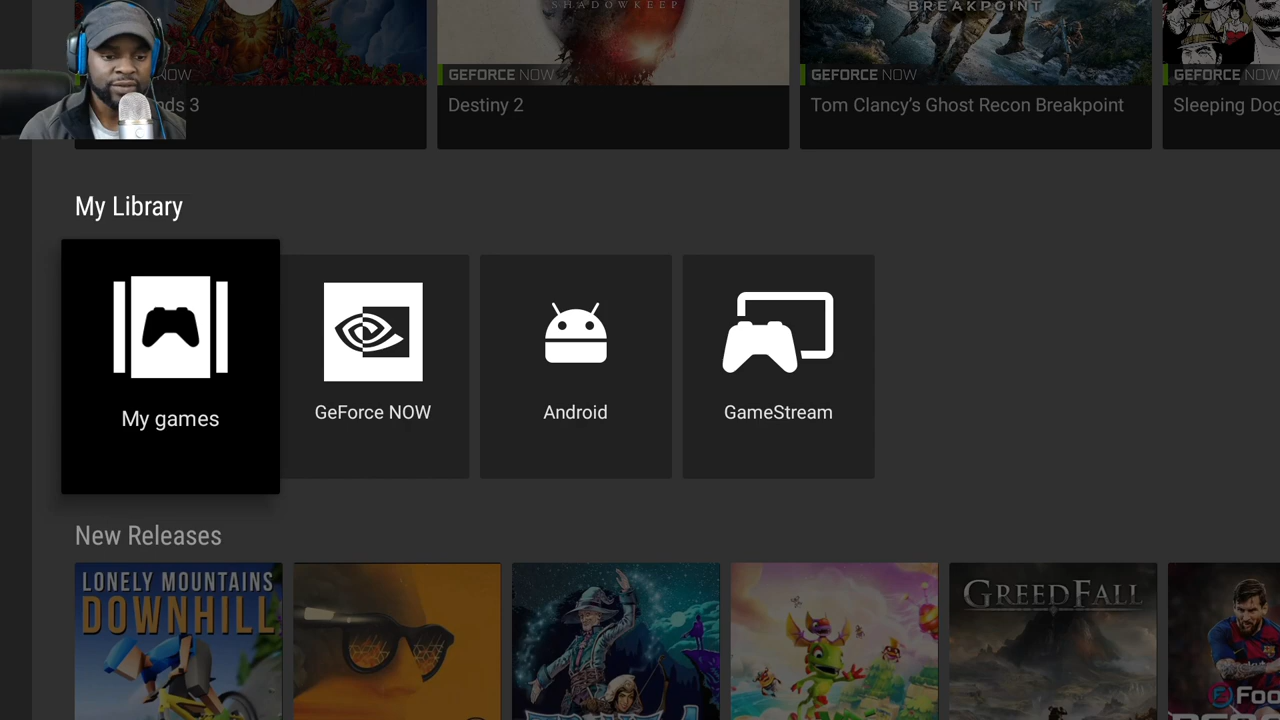 SHADOWKEEP
BREAKPOINT
NOW
GEFORCE NOW
GEFORCE NOW
GEFORCE NOW
nds 3
Destiny 2
Tom Clancy’s Ghost Recon Breakpoint
Sleeping Dog
My Library
My games
GeForce NOW
Android
GameStream
New Releases
LONELY MOUNTAINS
DOWNHILL
GREEDFALL
Foo